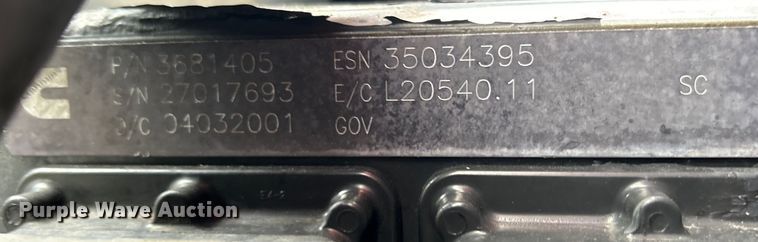 P/N 3681405 ESN 35034395
S/N 27017693 E/C L20540.11 SC
D/C 04032001 GOV
Purple Wave Auction